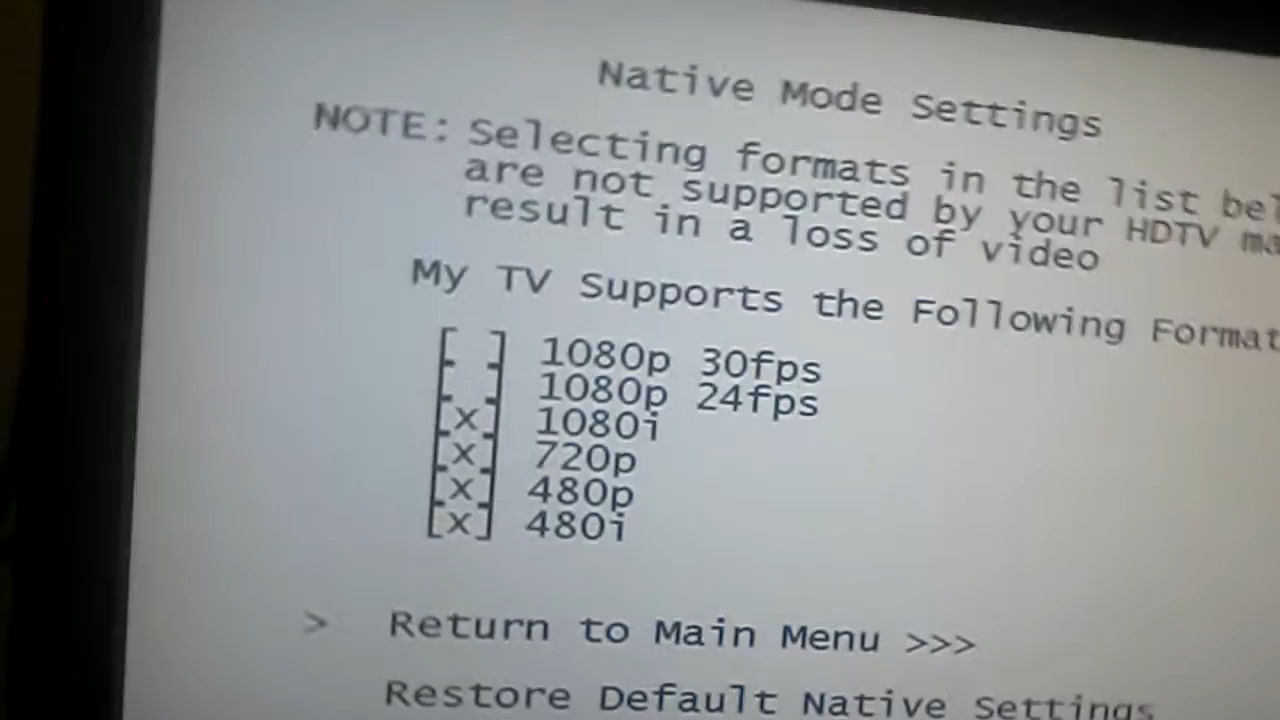 Native Mode Settings
NOTE: Selecting formats in the list
are not supported by your HDTV
result in a loss of video
My TV Supports the Following
[ ] 1080p 30fps
[ ] 1080p 24fps
[x] 1080i
[x] 720p
[x] 480p
[x] 480i
> Return to Main Menu >>>
Restore Default Native Settings